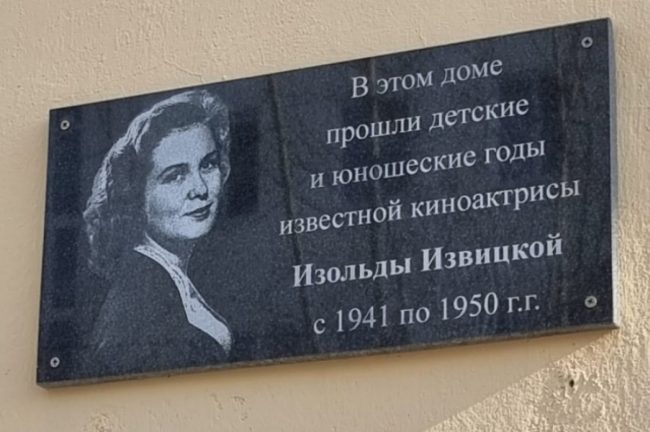 В этом доме
прошли детские
и юношеские годы
известной киноактрисы
Изольды Извицкой
с 1941 по 1950 г.г.